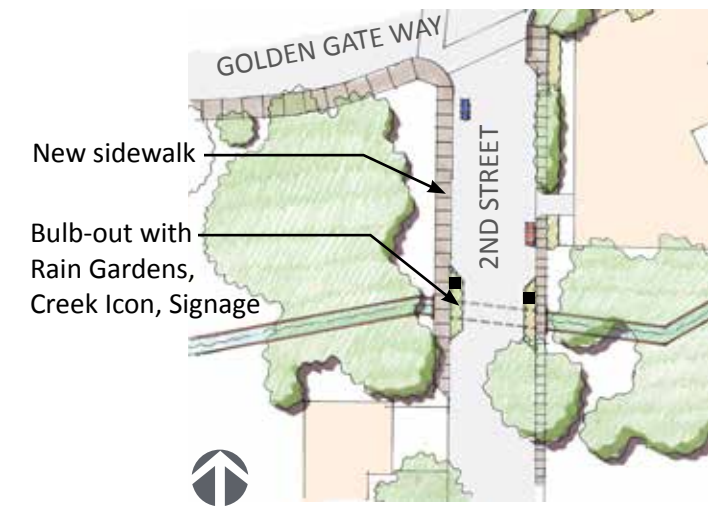 GOLDEN GATE WAY
2ND STREET
New sidewalk
Bulb-out with
Rain Gardens,
Creek Icon, Signage